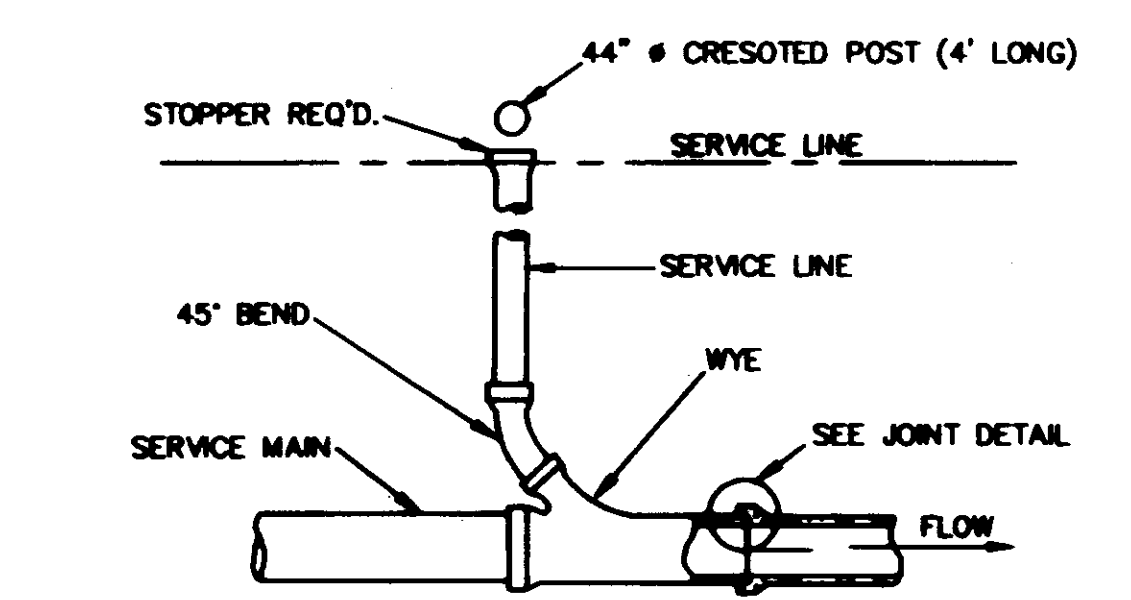 44" ø CRESOTED POST (4' LONG)
STOPPER REQ'D.
SERVICE LINE
SERVICE LINE
45° BEND
WYE
SEE JOINT DETAIL
SERVICE MAIN
FLOW